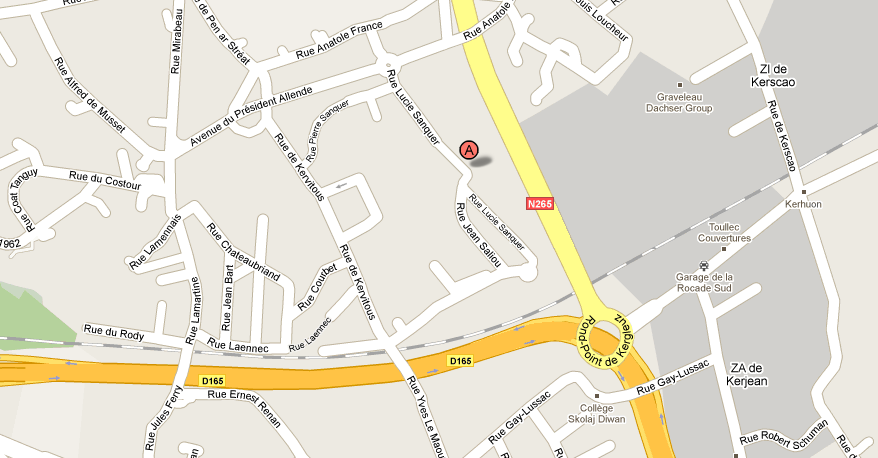 Rue de Pen ar Stréat
Rue Mirabeau
Rue Anatole France
Rue Anatole
Louis Loucheur
ZI de
Kerscao
Rue Alfred de Musset
Avenue du Président Allende
Rue Pierre Sanquer
Rue Lucie Sanquer
Graveleau
Dachser Group
Rue de Kerscao
A
Rue de Kervitous
Rue du Costour
Rue Coat Tanguy
7962
Rue Lamennais
Rue Chateaubriand
Rue Lucie Sanquer
Rue Jean Sallou
N265
Kerhuon
Toullec
Couvertures
Garage de la
Rocade Sud
Rue Lamartine
Rue Jean Bart
Rue Courbet
Rue de Kervitous
Rue du Rody
Rue Laennec
Rue Laennec
Rond-Point de Kergleuz
D165
D165
ZA de
Kerjean
Rue Jules Ferry
Rue Ernest Renan
Rue Yves Le Maou
Rue Gay-Lussac
Rue Gay-Lussac
Collège
Skolaj Diwan
Rue Robert Schuman